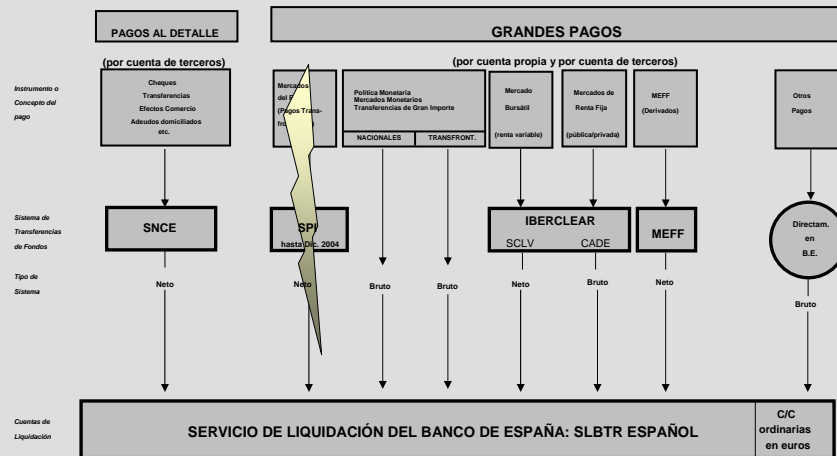 PAGOS AL DETALLE
GRANDES PAGOS
(por cuenta de terceros)
(por cuenta propia y por cuenta de terceros)
Instrumento o
Concepto del
pago
Cheques
Transferencias
Efectos Comercio
Adeudos domiciliados
etc.
Mercados
del
(Pagos Trans-
Política Monetaria
Mercados Monetarios
Transferencias de Gran Importe
NACIONALES
TRANSFRONT.
Mercado
Bursátil
(renta variable)
Mercados de
Renta Fija
(pública/privada)
MEFF
(Derivados)
Otros
Pagos
Sistema de
Transferencias
de Fondos
SNCE
SPI
hasta Dic. 2004
IBERCLEAR
SCLV
CADE
MEFF
Directam.
en
B.E.
Tipo de
Sistema
Neto
Neto
Bruto
Bruto
Neto
Bruto
Neto
Bruto
Cuentas de
Liquidación
SERVICIO DE LIQUIDACIÓN DEL BANCO DE ESPAÑA: SLBTR ESPAÑOL
C/C
ordinarias
en euros